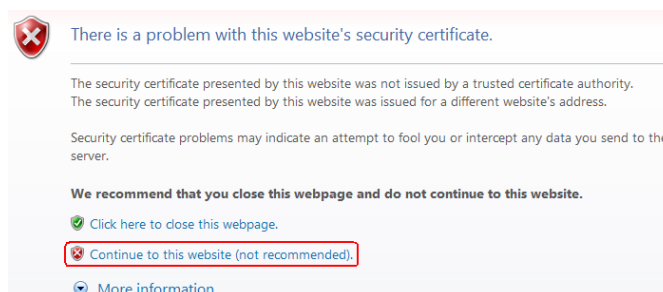 There is a problem with this website's security certificate.
The security certificate presented by this website was not issued by a trusted certificate authority.
The security certificate presented by this website was issued for a different website's address.
Security certificate problems may indicate an attempt to fool you or intercept any data you send to the
server.
We recommend that you close this webpage and do not continue to this website.
Click here to close this webpage.
Continue to this website (not recommended).
More information